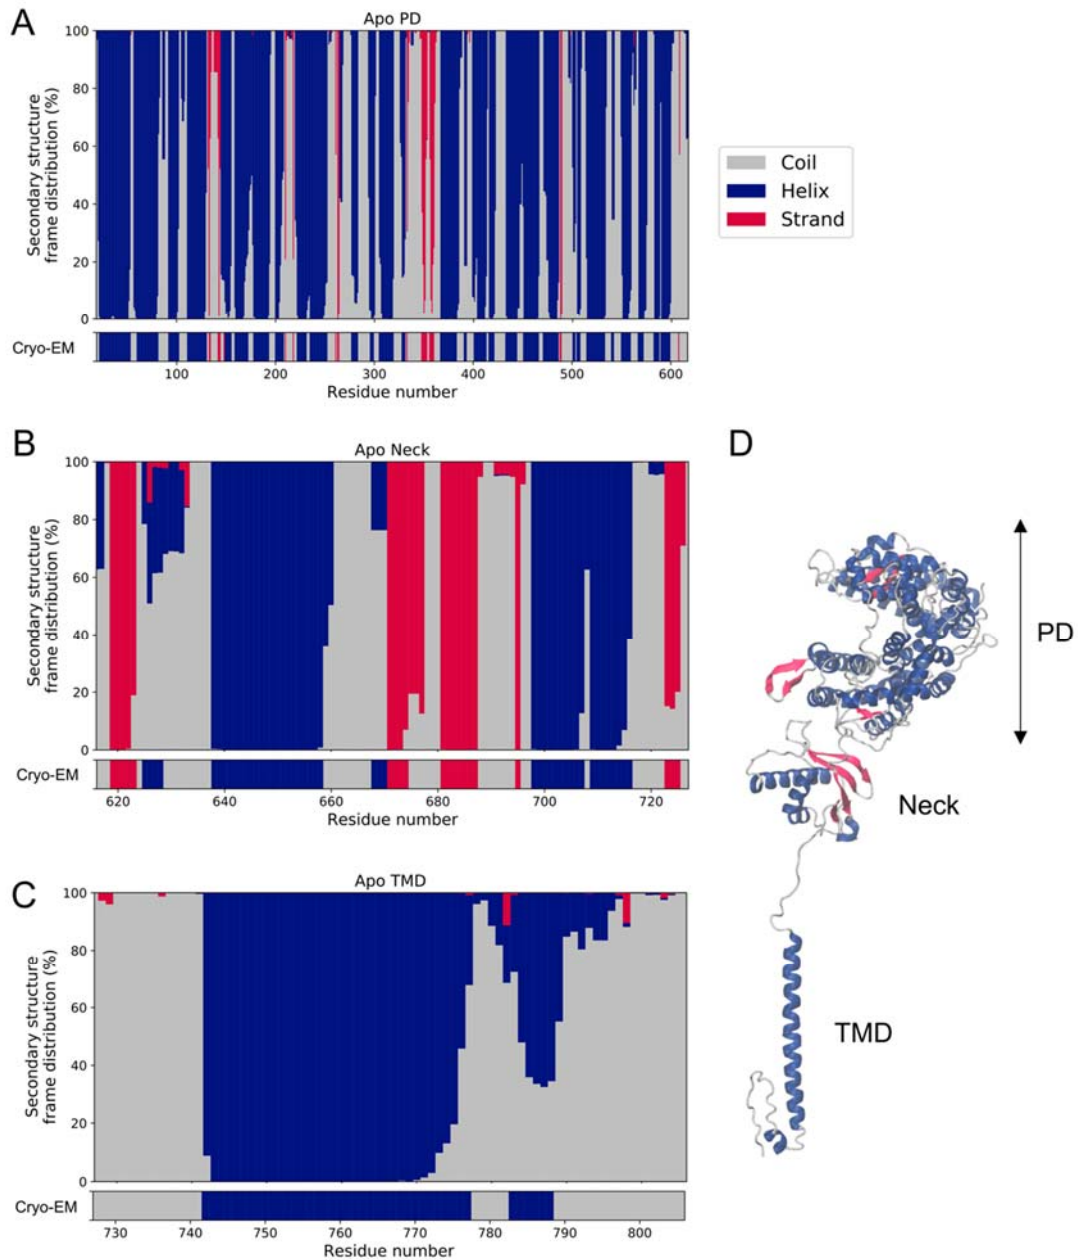 A
Apo PD
Secondary structure
frame distribution (%)
100
80
60
40
20
0
Coil
Helix
Strand
Cryo-EM
100 200 300 400 500 600
Residue number
B
Apo Neck
Secondary structure
frame distribution (%)
100
80
60
40
20
0
Cryo-EM
620 640 660 680 700 720
Residue number
C
Apo TMD
Secondary structure
frame distribution (%)
100
80
60
40
20
0
Cryo-EM
730 740 750 760 770 780 790 800
Residue number
D
PD
Neck
TMD